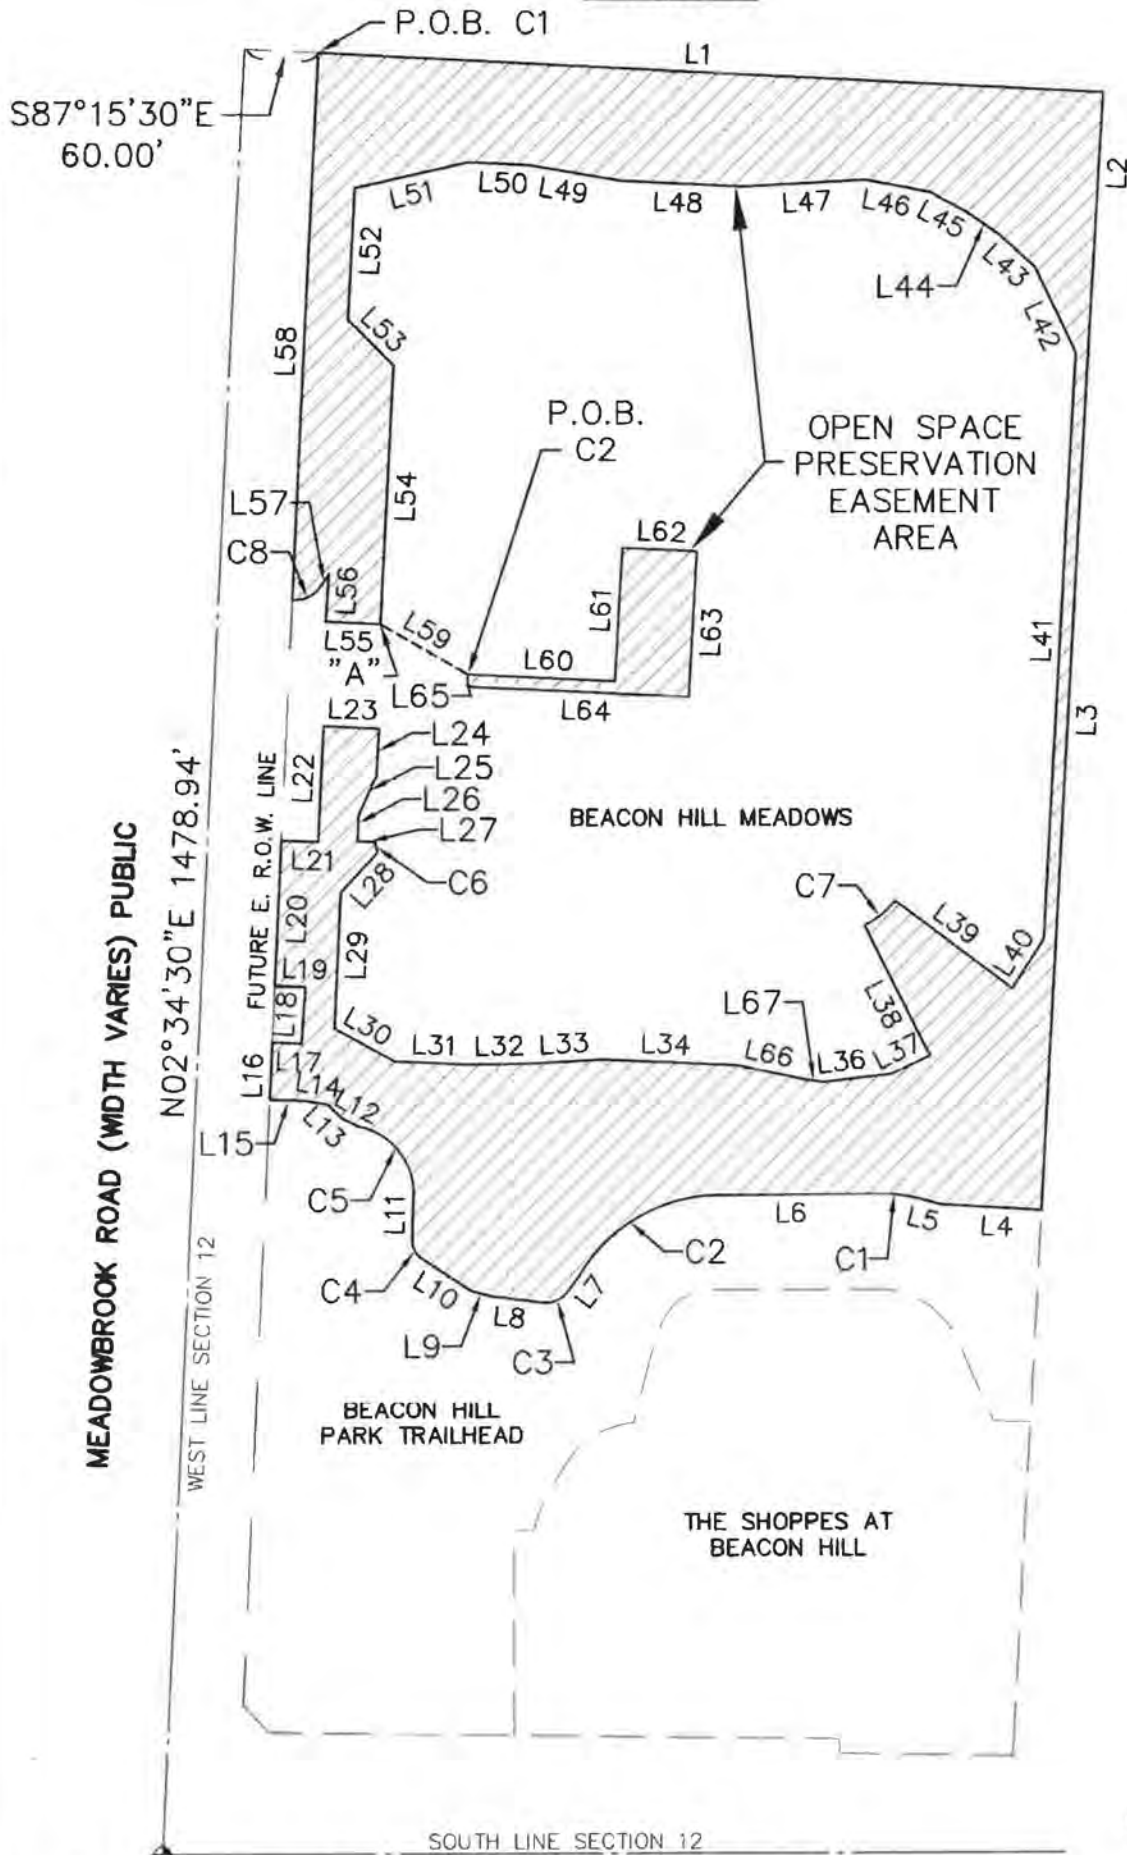 P.O.B. C1
L1
S87°15'30"E
60.00'
L2
L51
L50
L49
L48
L47
L46
L45
L44
L43
L42
L52
L53
L58
P.O.B.
C2
OPEN SPACE
PRESERVATION
EASEMENT
AREA
L54
L57
C8
L56
L62
L61
L63
L59
L55
"A"
L65
L60
L64
L41
L3
L23
L24
L25
L26
L27
L22
L21
C6
L28
BEACON HILL MEADOWS
C7
L39
L40
L38
L37
L20
L19
L29
L18
FUTURE E. R.O.W. LINE
MEADOWBROOK ROAD (WIDTH VARIES) PUBLIC
N02°34'30"E 1478.94'
WEST LINE SECTION 12
L67
L30
L31
L32
L33
L34
L66
L36
L16
L17
L14
L12
L13
L15
C5
L11
C4
L10
L9
L8
C3
L7
C2
L6
C1
L5
L4
BEACON HILL
PARK TRAILHEAD
THE SHOPPES AT
BEACON HILL
SOUTH LINE SECTION 12